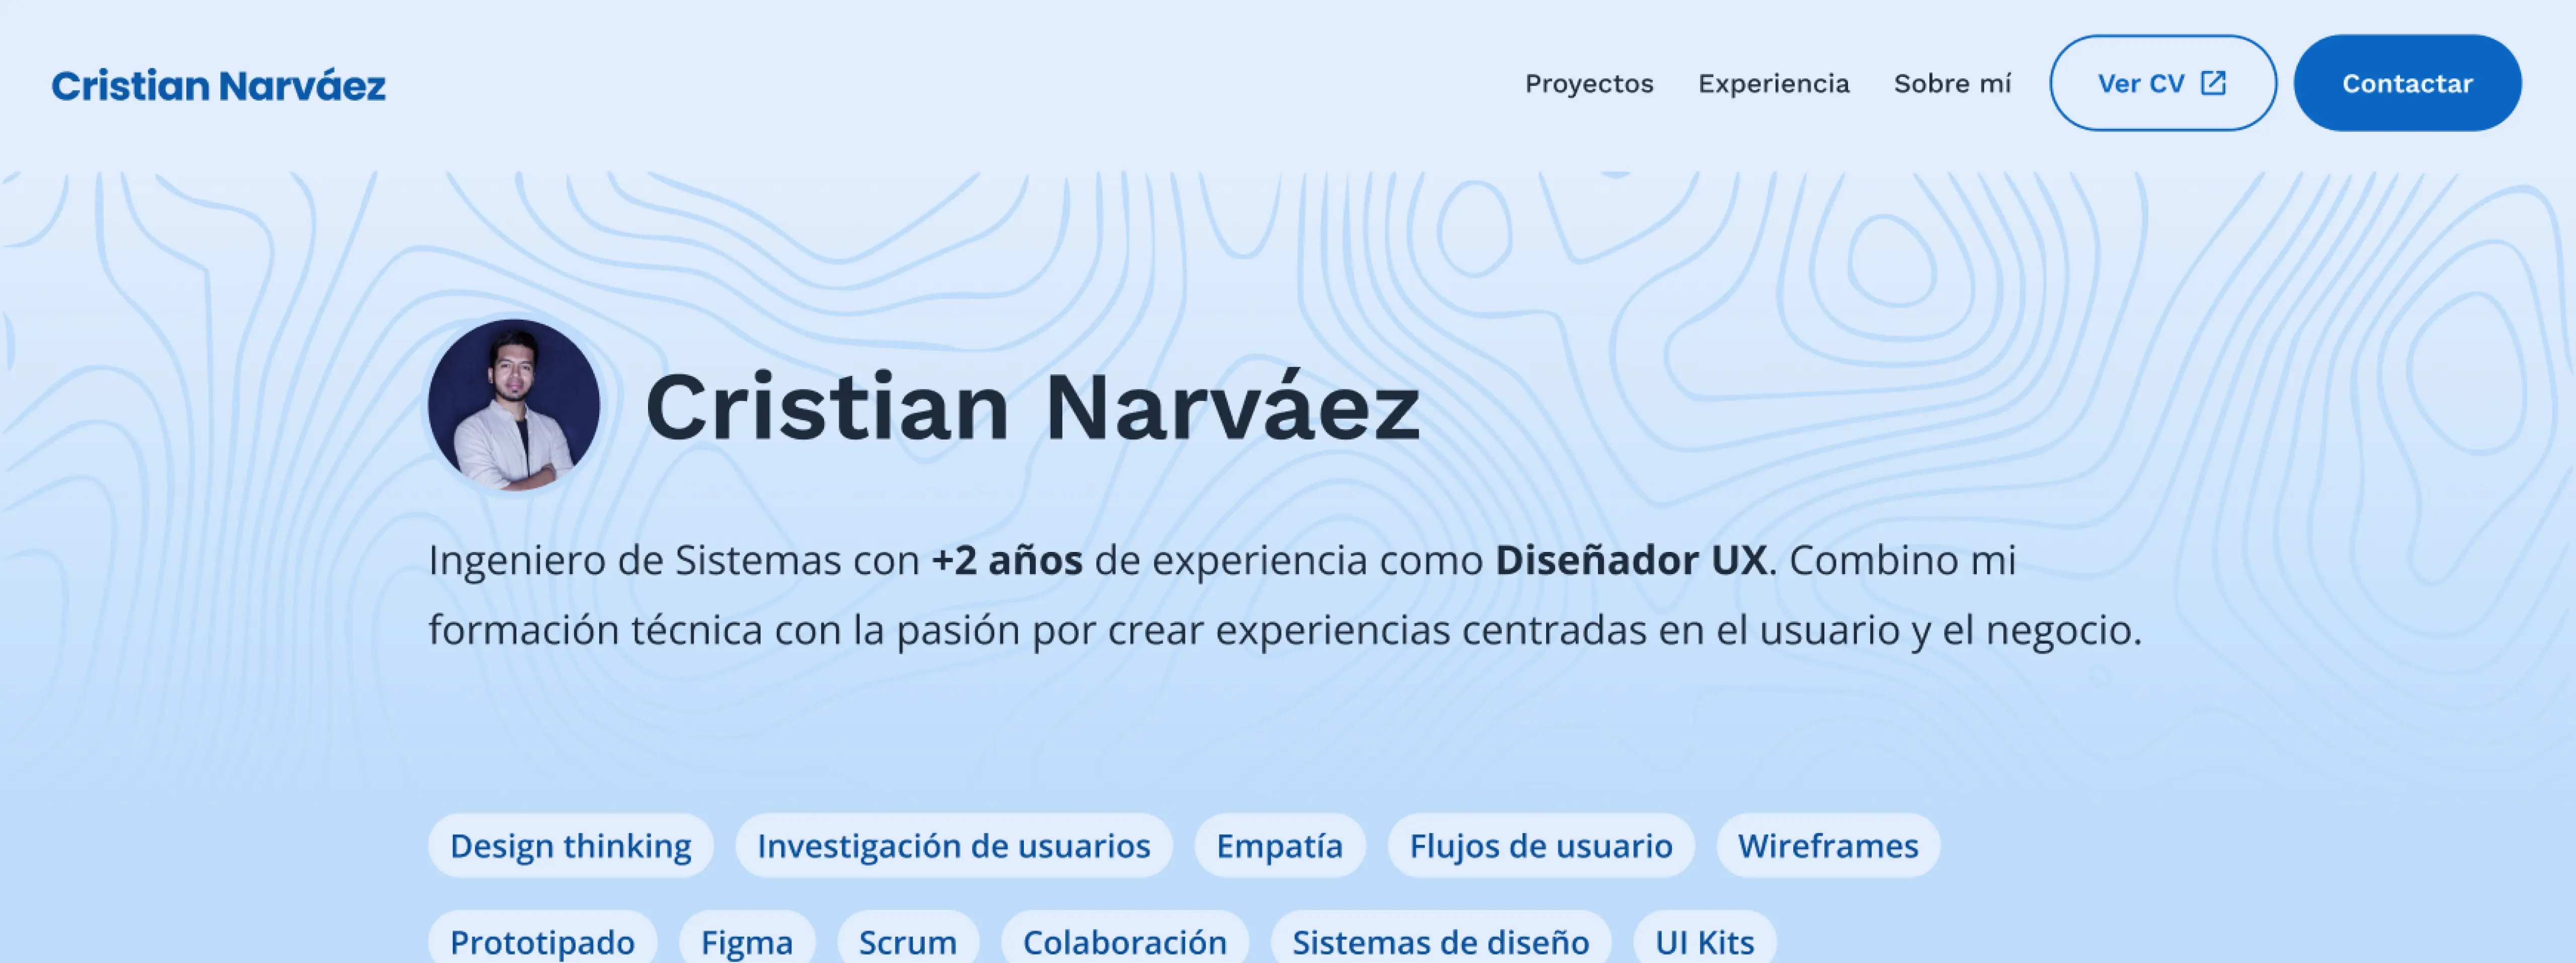 Cristian Narváez
Proyectos Experiencia Sobre mí Ver CV Contactar
Cristian Narváez
Ingeniero de Sistemas con +2 años de experiencia como Diseñador UX. Combino mi
formación técnica con la pasión por crear experiencias centradas en el usuario y el negocio.
Design thinking Investigación de usuarios Empatía Flujos de usuario Wireframes
Prototipado Figma Scrum Colaboración Sistemas de diseño UI Kits